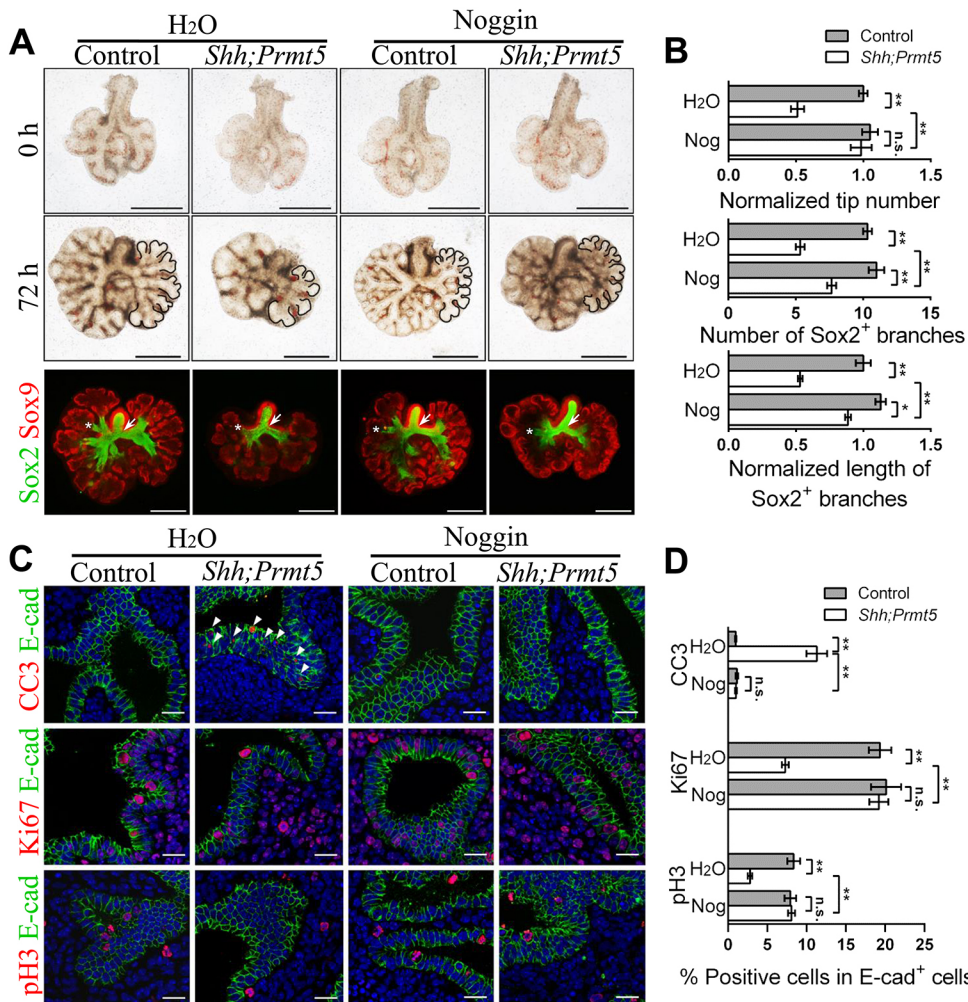 A
H2O
Noggin
Control
Shh;Prmt5
Control
Shh;Prmt5
0 h
72 h
Sox2 Sox9
*
*
*
*
B
Control
Shh;Prmt5
H2O
**
Nog
n.s.
**
0.0 0.5 1.0 1.5
Normalized tip number
H2O
**
Nog
**
**
0 5 10 15
Number of Sox2+ branches
H2O
**
Nog
*
**
0.0 0.5 1.0 1.5
Normalized length of
Sox2+ branches
C
H2O
Noggin
Control
Shh;Prmt5
Control
Shh;Prmt5
CC3 E-cad
Ki67 E-cad
pH3 E-cad
D
Control
Shh;Prmt5
CC3
H2O
**
Nog
n.s.
**
Ki67
H2O
**
Nog
n.s.
**
pH3
H2O
**
Nog
n.s.
**
0 5 10 15 20 25
% Positive cells in E-cad+ cells